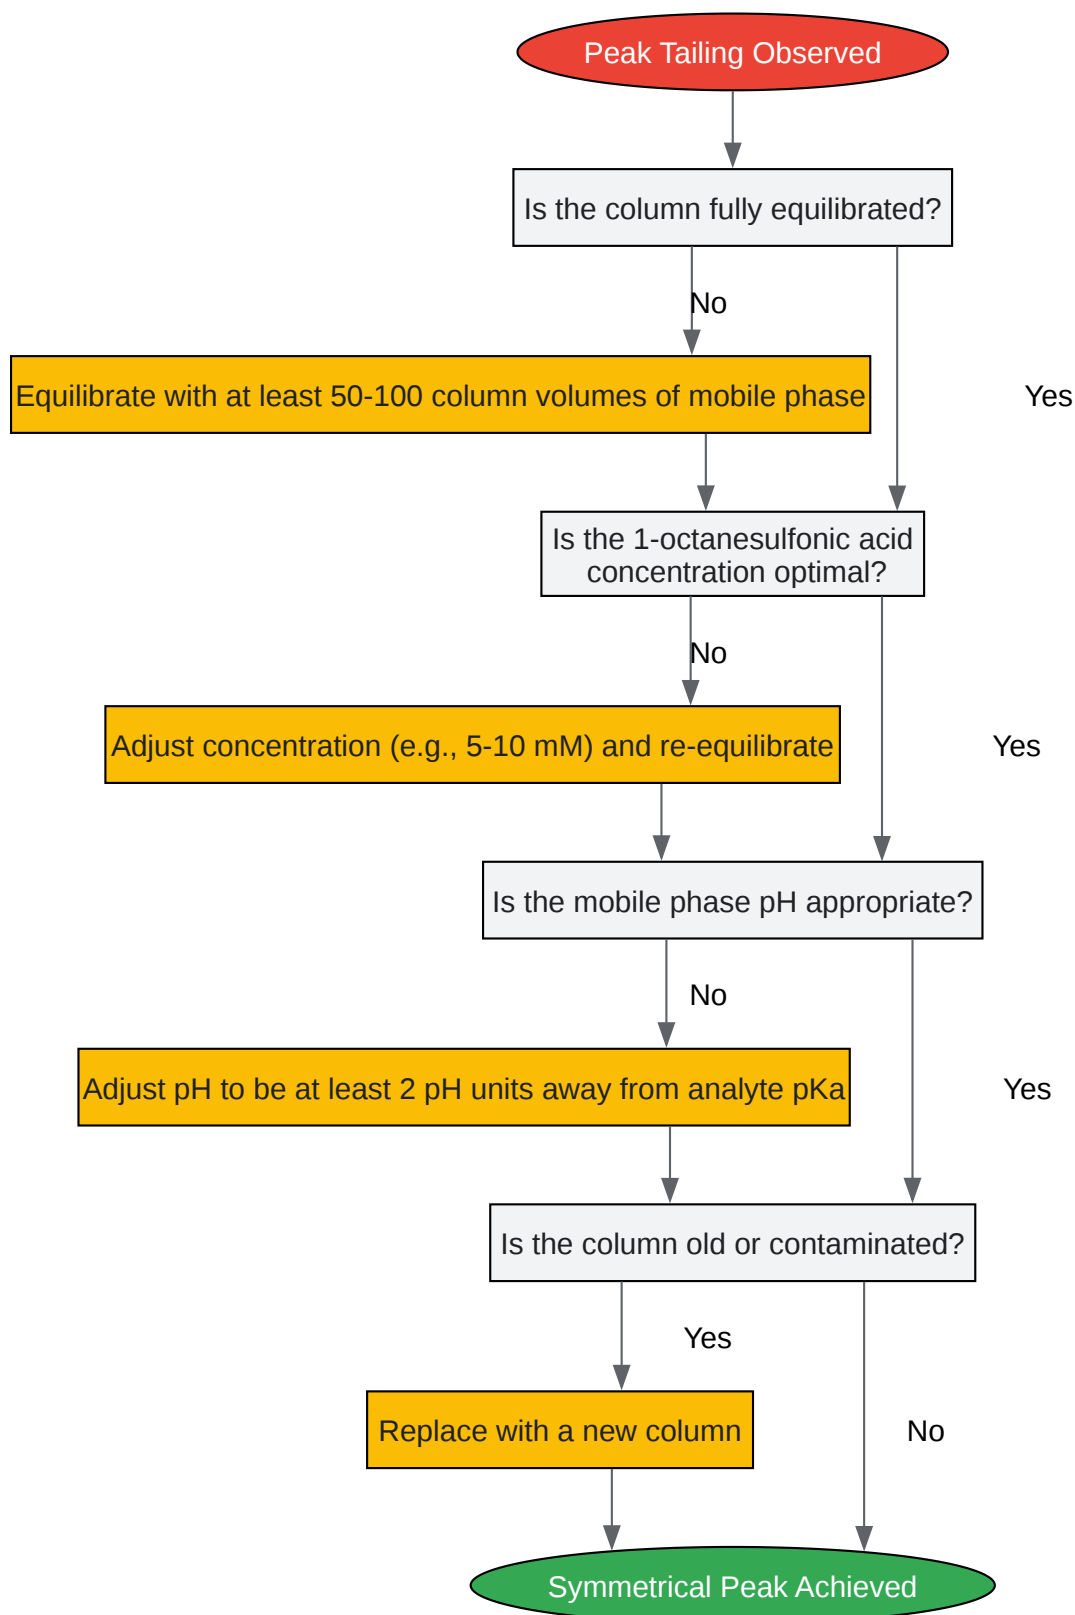 Peak Tailing Observed
Is the column fully equilibrated?
No
Equilibrate with at least 50-100 column volumes of mobile phase
Yes
Is the 1-octanesulfonic acid
concentration optimal?
No
Adjust concentration (e.g., 5-10 mM) and re-equilibrate
Yes
Is the mobile phase pH appropriate?
No
Adjust pH to be at least 2 pH units away from analyte pKa
Yes
Is the column old or contaminated?
Yes
Replace with a new column
No
Symmetrical Peak Achieved